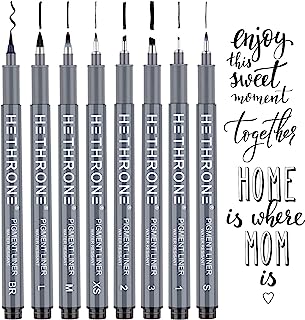 HETHRONE PIGMENT LINER BR
HETHRONE PIGMENT LINER L
HETHRONE PIGMENT LINER M
HETHRONE PIGMENT LINER XS
HETHRONE PIGMENT LINER 2
HETHRONE PIGMENT LINER 3
HETHRONE PIGMENT LINER 1
HETHRONE PIGMENT LINER S
enjoy
this
sweet
moment
together
HOME
is where
MOM
is